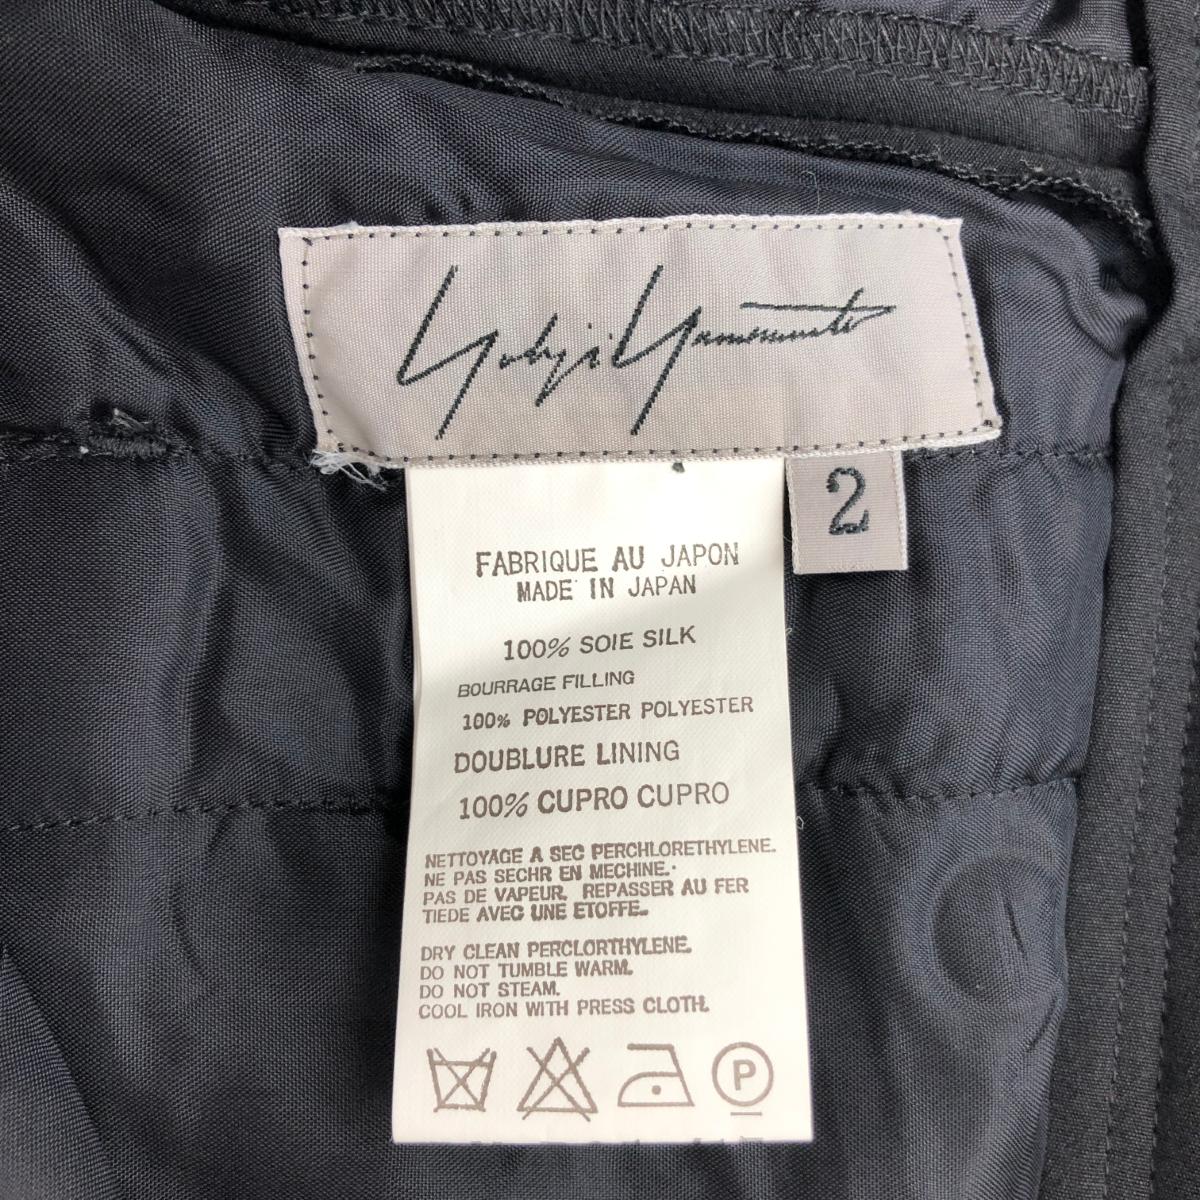 Yohji Yamamoto
2
FABRIQUE AU JAPON
MADE IN JAPAN
100% SOIE SILK
BOURRAGE FILLING
100% POLYESTER POLYESTER
DOUBLURE LINING
100% CUPRO CUPRO
NETTOYAGE A SEC PERCHLORETHYLENE.
NE PAS SECHR EN MECHINE.
PAS DE VAPEUR, REPASSER AU FER
TIEDE AVEC UNE ETOFFE.
DRY CLEAN PERCLORTHYLENE.
DO NOT TUMBLE WARM.
DO NOT STEAM.
COOL IRON WITH PRESS CLOTH.
P